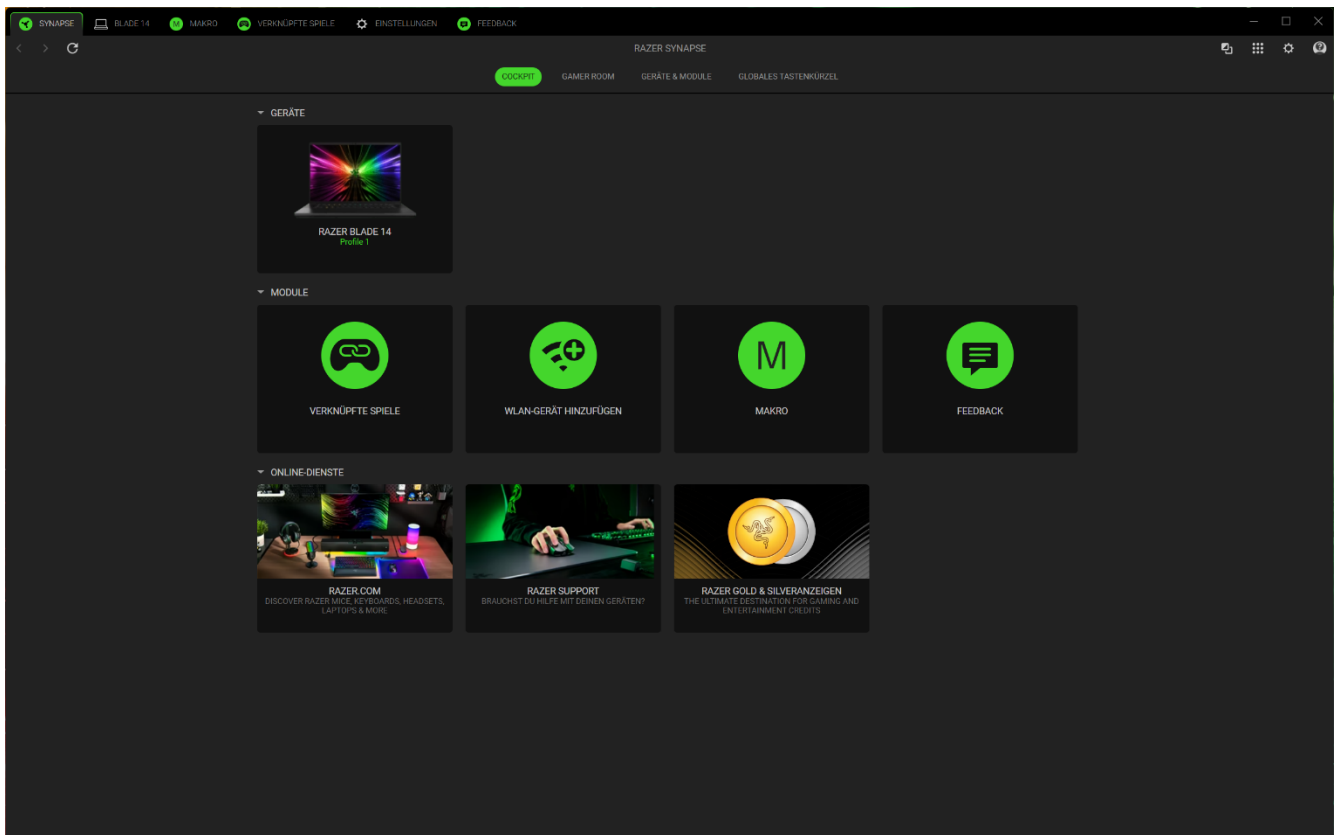 SYNAPSE
BLADE 14
M
MAKRO
VERKNÜPFTE SPIELE
EINSTELLUNGEN
FEEDBACK
RAZER SYNAPSE
COCKPIT
GAMER ROOM
GERÄTE & MODULE
GLOBALES TASTENKÜRZEL
GERÄTE
RAZER BLADE 14
Profile 1
MODULE
VERKNÜPFTE SPIELE
WLAN-GERÄT HINZUFÜGEN
M
MAKRO
FEEDBACK
ONLINE-DIENSTE
RAZER.COM
DISCOVER RAZER MICE, KEYBOARDS, HEADSETS,
LAPTOPS & MORE
RAZER SUPPORT
BRAUCHST DU HILFE MIT DEINEN GERÄTEN?
RAZER GOLD & SILVERANZEIGEN
THE ULTIMATE DESTINATION FOR GAMING AND
ENTERTAINMENT CREDITS